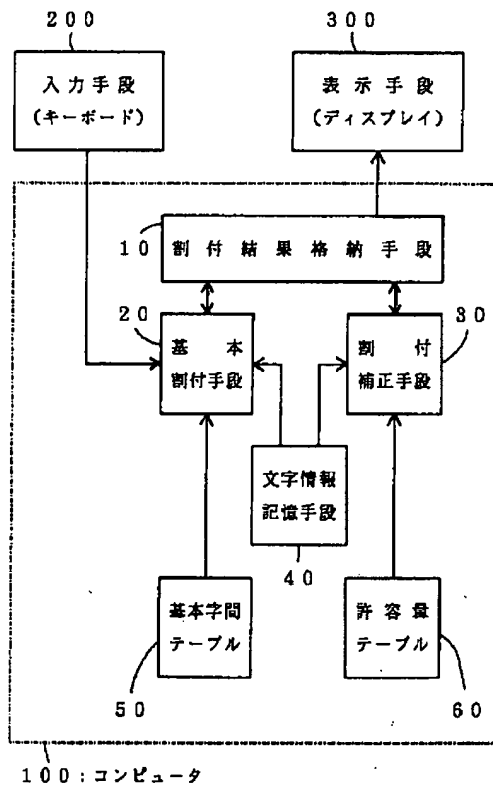 200
300
入力手段
(キーボード)
表示手段
(ディスプレイ)
10
割付結果格納手段
20
30
基本
割付手段
割付
補正手段
文字情報
記憶手段
40
基本字間
テーブル
許容量
テーブル
50
60
100:コンピュータ